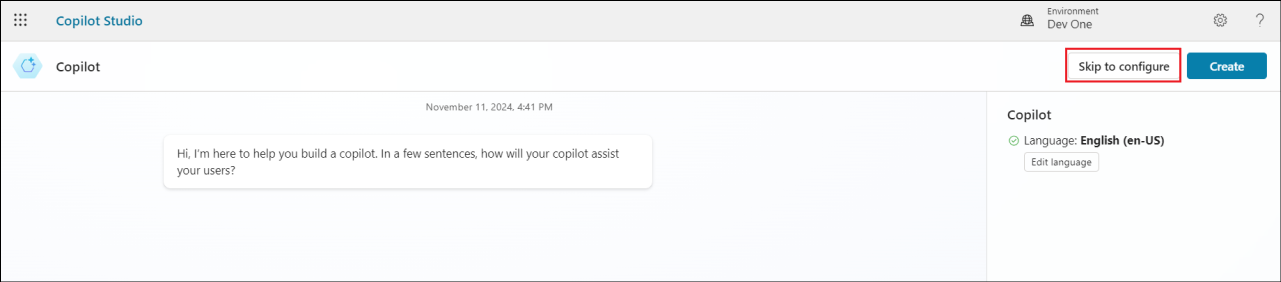 Copilot Studio
Environment
Dev One
?
Copilot
Skip to configure
Create
November 11, 2024, 4:41 PM
Hi, I'm here to help you build a copilot. In a few sentences, how will your copilot assist
your users?
Copilot
Language: English (en-US)
Edit language